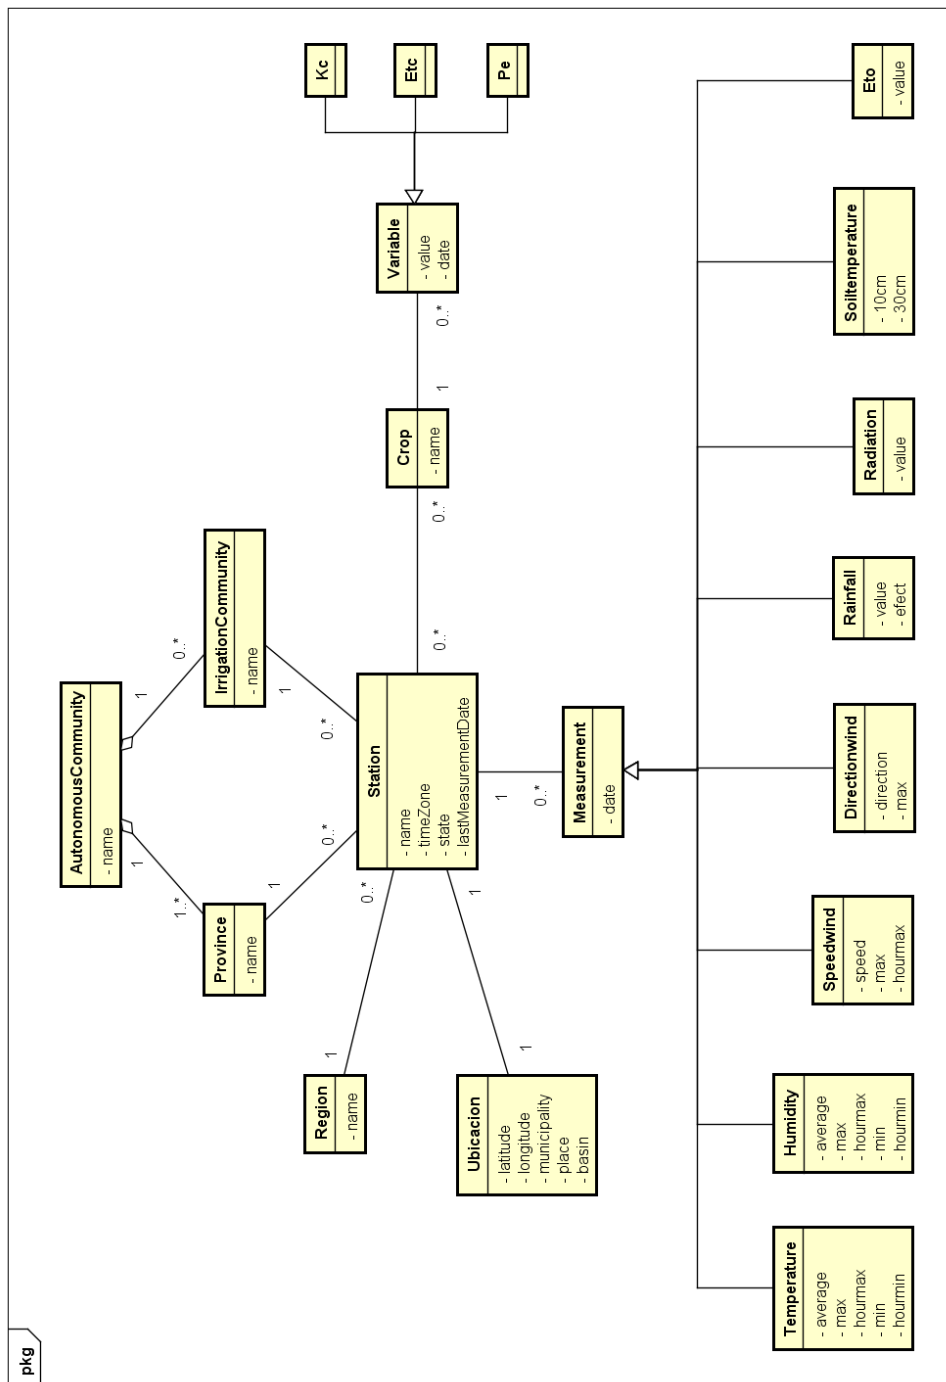 pkg
AutonomousCommunity
- name
1
1
1..*
0..*
Province
- name
IrrigationCommunity
- name
1
1
0..*
0..*
Region
- name
1
0..*
Kc
Etc
Pe
Station
- name
- timeZone
- state
- lastMeasurementDate
0..*
0..*
Crop
- name
1
0..*
Variable
- value
- date
Ubicacion
- latitude
- longitude
- municipality
- place
- basin
1
1
1
0..*
Measurement
- date
Temperature
- average
- max
- hourmax
- min
- hourmin
Humidity
- average
- max
- hourmax
- min
- hourmin
Speedwind
- speed
- max
- hourmax
Directionwind
- direction
- max
Rainfall
- value
- efect
Radiation
- value
Soiltemperature
- 10cm
- 30cm
Eto
- value